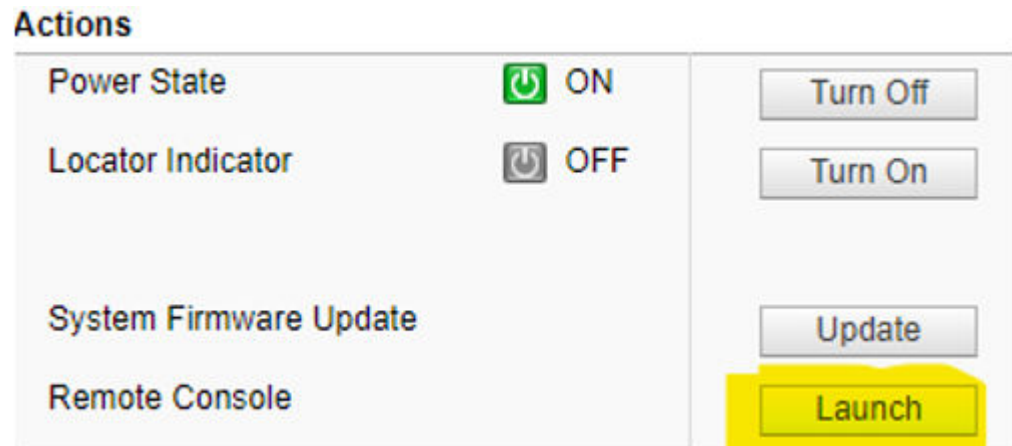 Actions
Power State ON Turn Off
Locator Indicator OFF Turn On
System Firmware Update Update
Remote Console Launch